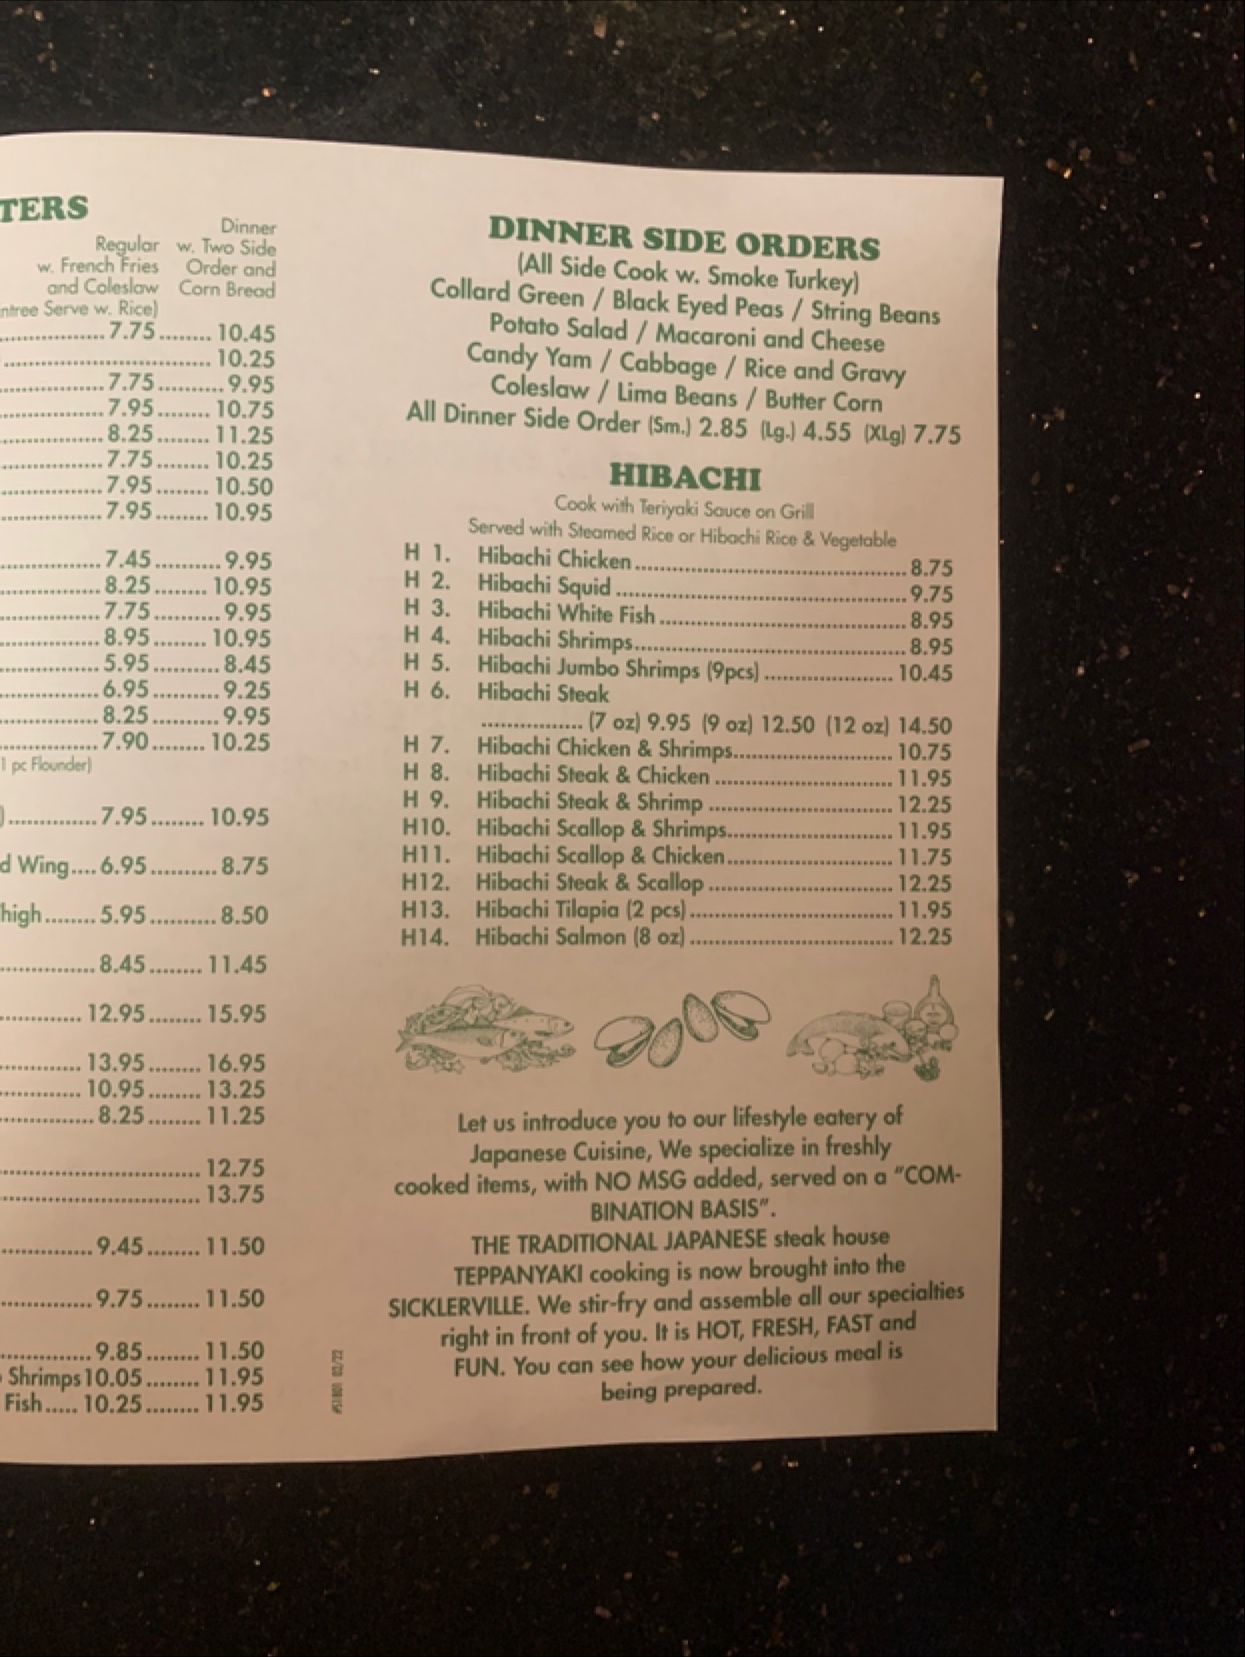 TERS
Dinner
Regular w. Two Side
w. French Fries Order and
and Coleslaw Corn Bread
ntree Serve w. Rice)
7.75 10.45
10.25
7.75 9.95
7.95 10.75
8.25 11.25
7.75 10.25
7.95 10.50
7.95 10.95
7.45 9.95
8.25 10.95
7.75 9.95
8.95 10.95
5.95 8.45
6.95 9.25
8.25 9.95
7.90 10.25
1 pc Flounder)
) 7.95 10.95
d Wing.... 6.95 8.75
high 5.95 8.50
8.45 11.45
12.95 15.95
13.95 16.95
10.95 13.25
8.25 11.25
12.75
13.75
9.45 11.50
9.75 11.50
9.85 11.50
Shrimps 10.05 11.95
Fish..... 10.25 11.95
#51801 02/22
DINNER SIDE ORDERS
(All Side Cook w. Smoke Turkey)
Collard Green / Black Eyed Peas / String Beans
Potato Salad / Macaroni and Cheese
Candy Yam / Cabbage / Rice and Gravy
Coleslaw / Lima Beans / Butter Corn
All Dinner Side Order (Sm.) 2.85 (Lg.) 4.55 (XLg) 7.75
HIBACHI
Cook with Teriyaki Sauce on Grill
Served with Steamed Rice or Hibachi Rice & Vegetable
H 1. Hibachi Chicken 8.75
H 2. Hibachi Squid 9.75
H 3. Hibachi White Fish 8.95
H 4. Hibachi Shrimps 8.95
H 5. Hibachi Jumbo Shrimps (9pcs) 10.45
H 6. Hibachi Steak
(7 oz) 9.95 (9 oz) 12.50 (12 oz) 14.50
H 7. Hibachi Chicken & Shrimps 10.75
H 8. Hibachi Steak & Chicken 11.95
H 9. Hibachi Steak & Shrimp 12.25
H10. Hibachi Scallop & Shrimps 11.95
H11. Hibachi Scallop & Chicken 11.75
H12. Hibachi Steak & Scallop 12.25
H13. Hibachi Tilapia (2 pcs) 11.95
H14. Hibachi Salmon (8 oz) 12.25
Let us introduce you to our lifestyle eatery of
Japanese Cuisine, We specialize in freshly
cooked items, with NO MSG added, served on a "COM-
BINATION BASIS".
THE TRADITIONAL JAPANESE steak house
TEPPANYAKI cooking is now brought into the
SICKLERVILLE. We stir-fry and assemble all our specialties
right in front of you. It is HOT, FRESH, FAST and
FUN. You can see how your delicious meal is
being prepared.